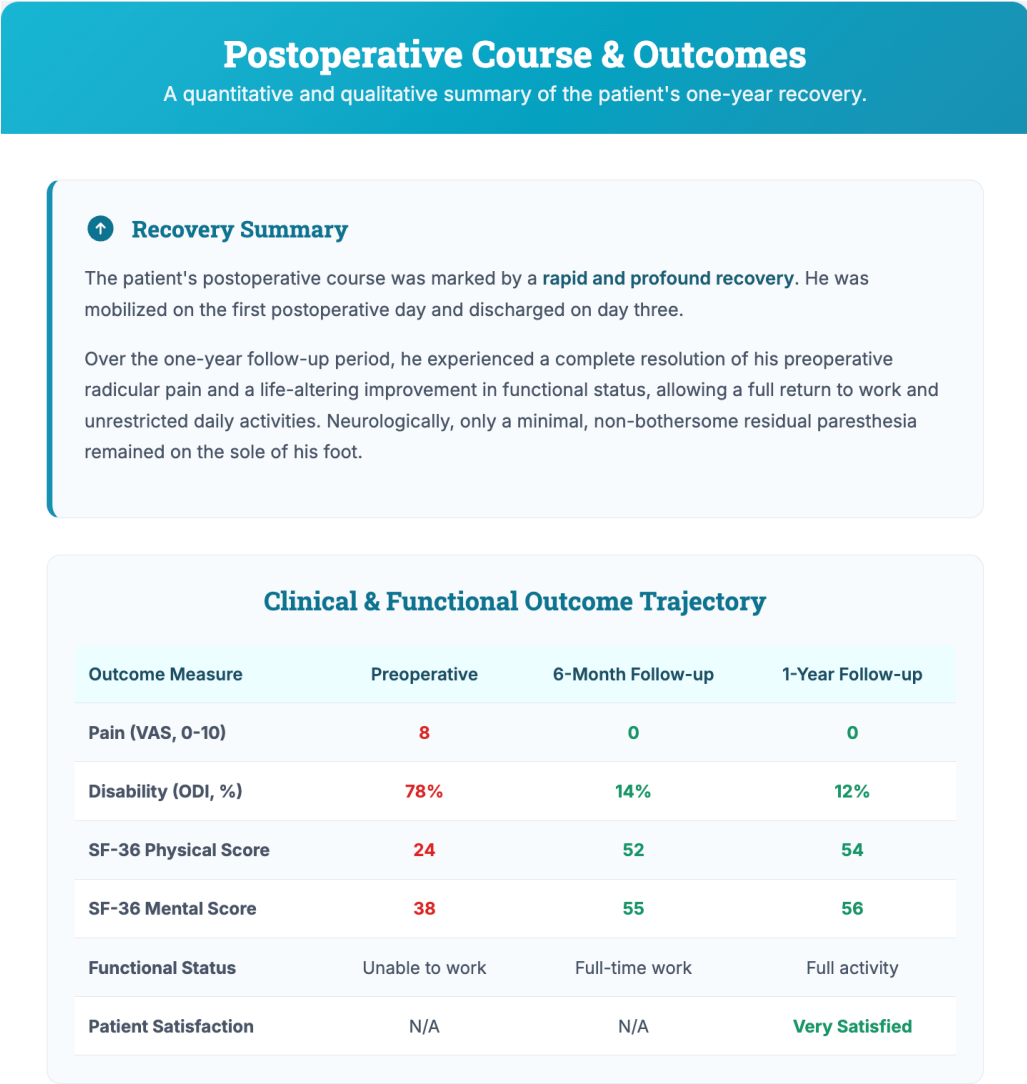 Postoperative Course & Outcomes
A quantitative and qualitative summary of the patient's one-year recovery.
Recovery Summary
The patient's postoperative course was marked by a rapid and profound recovery. He was
mobilized on the first postoperative day and discharged on day three.
Over the one-year follow-up period, he experienced a complete resolution of his preoperative
radicular pain and a life-altering improvement in functional status, allowing a full return to work and
unrestricted daily activities. Neurologically, only a minimal, non-bothersome residual paresthesia
remained on the sole of his foot.
Clinical & Functional Outcome Trajectory
Outcome Measure Preoperative 6-Month Follow-up 1-Year Follow-up
Pain (VAS, 0-10) 8 0 0
Disability (ODI, %) 78% 14% 12%
SF-36 Physical Score 24 52 54
SF-36 Mental Score 38 55 56
Functional Status Unable to work Full-time work Full activity
Patient Satisfaction N/A N/A Very Satisfied